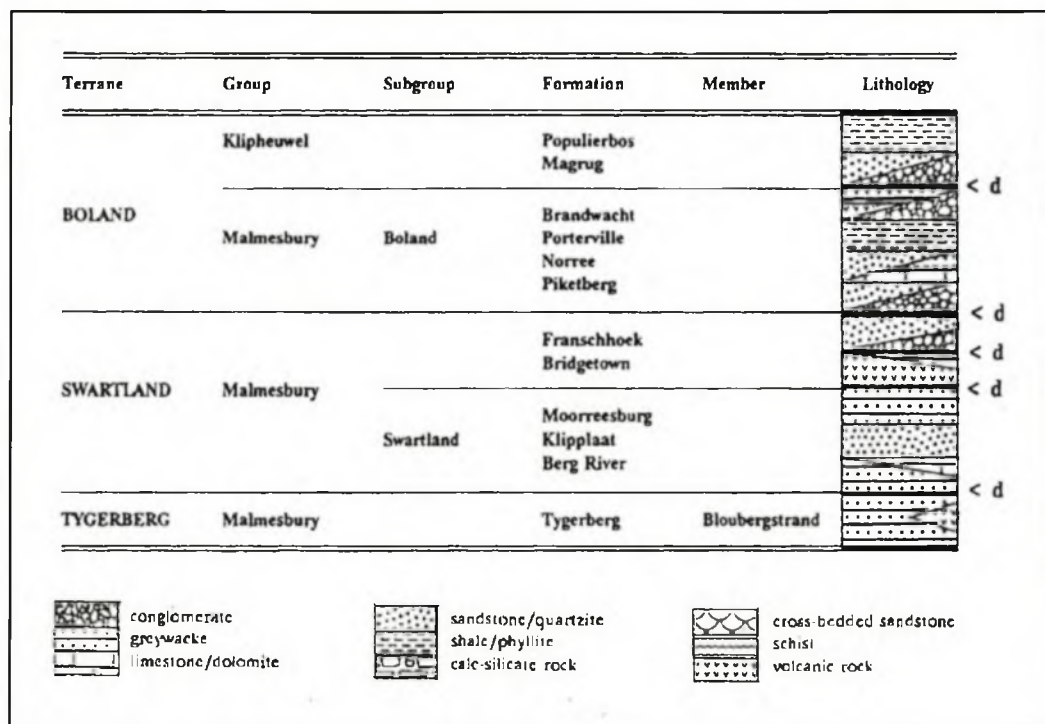 Terrane Group Subgroup Formation Member Lithology
Klipheuwel Populierbos
Magrug
< d
BOLAND Brandwacht
Malmesbury Boland Porterville
Norree
Piketberg
< d
Franschhoek
< d
Bridgetown
SWARTLAND Malmesbury < d
Moorreesburg
Swartland Klipplaat
Berg River
< d
TYGERBERG Malmesbury Tygerberg Bloubergstrand
conglomerate sandstone/quartzite cross-bedded sandstone
greywacke shale/phyllite schist
limestone/dolomite calc-silicate rock volcanic rock